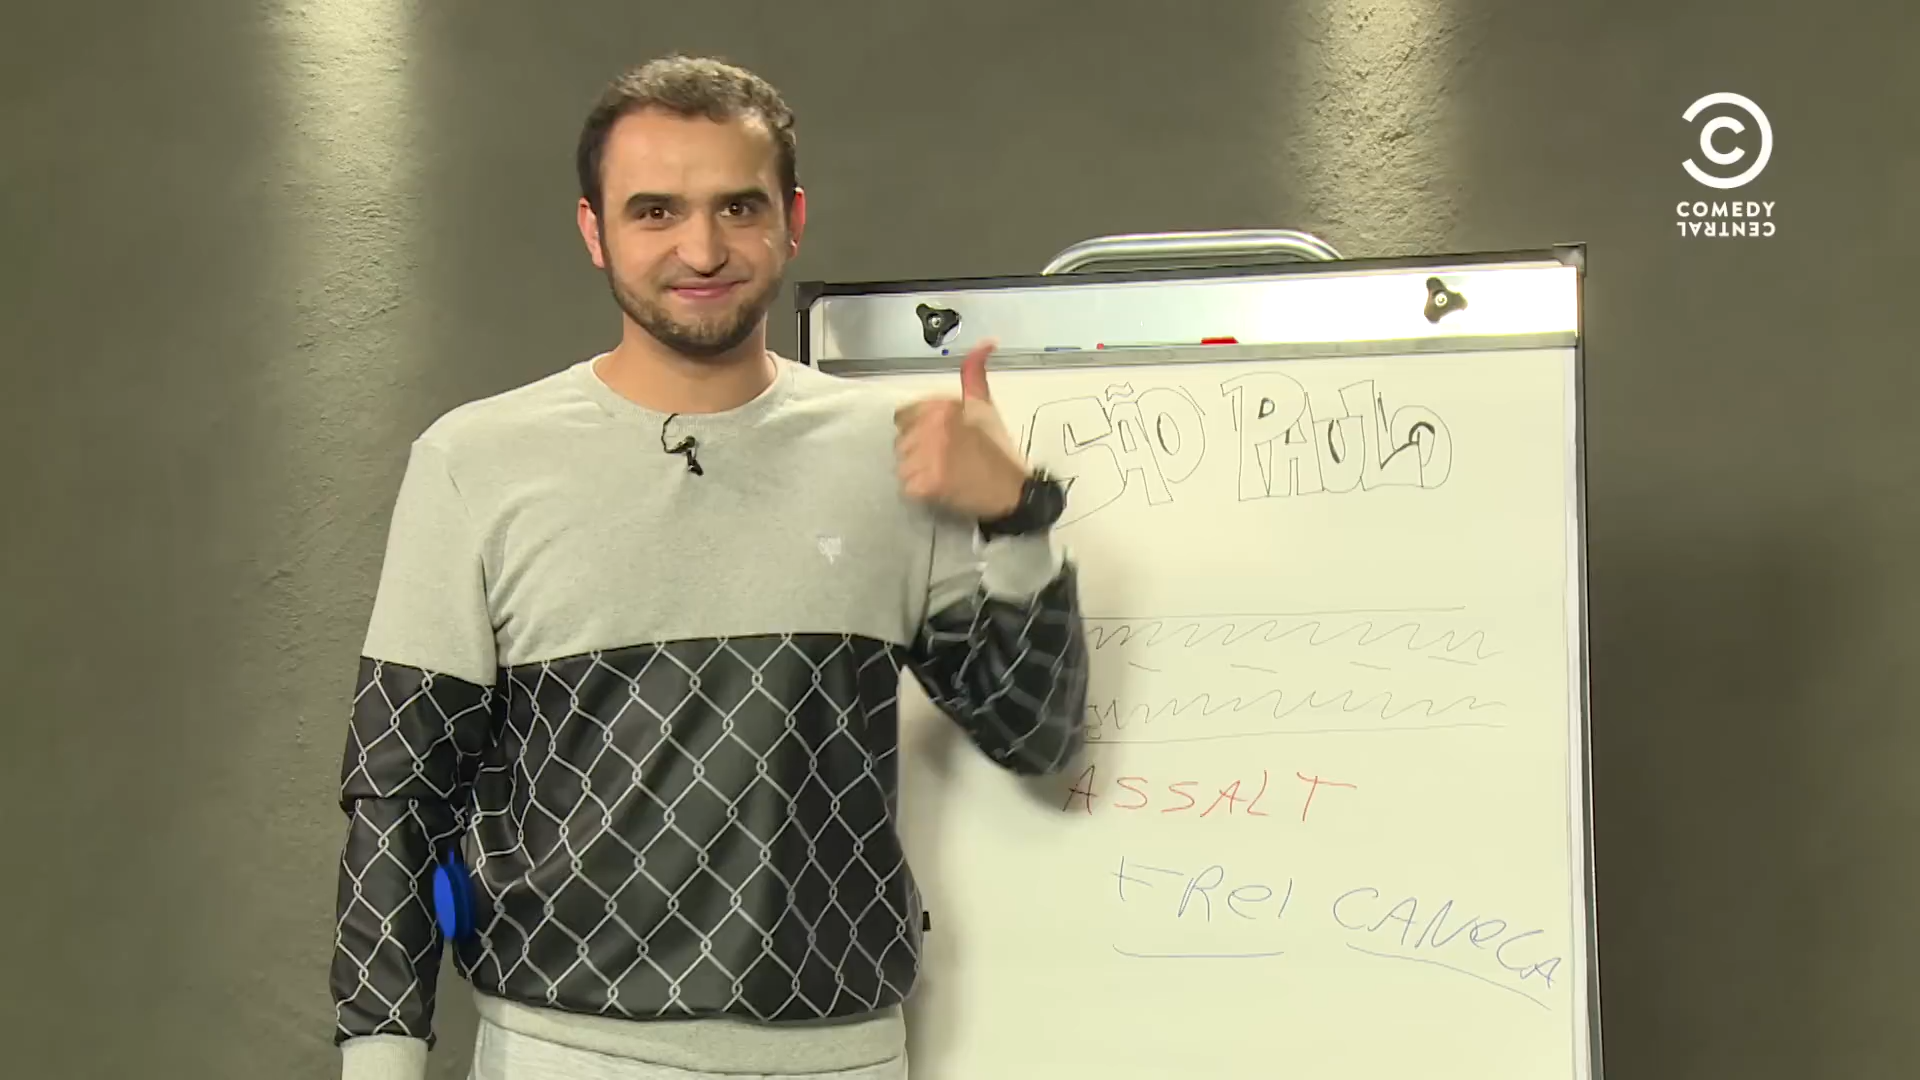 COMEDY
CENTRAL
SÃO PAULO
ASSALT
FREI CANECA